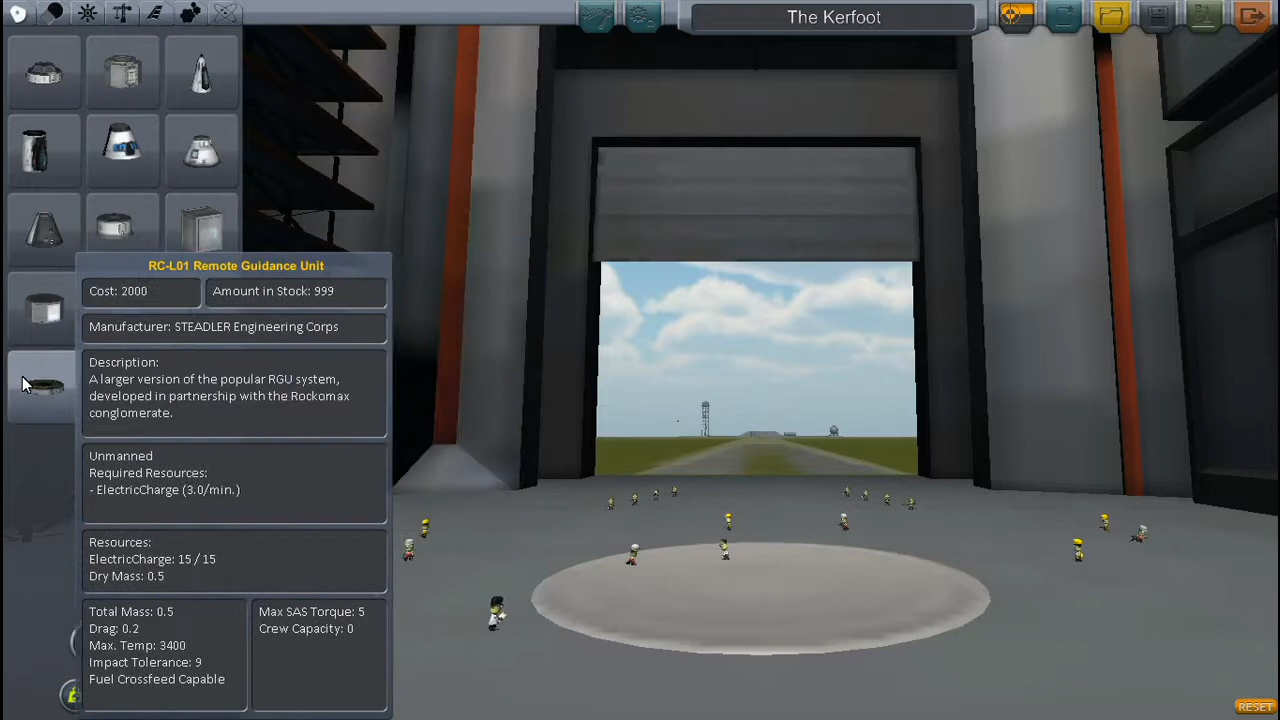 The Kerfoot
RC-L01 Remote Guidance Unit
Cost: 2000
Amount in Stock: 999
Manufacturer: STEADLER Engineering Corps
Description:
A larger version of the popular RGU system,
developed in partnership with the Rockomax
conglomerate.
Unmanned
Required Resources:
- ElectricCharge (3.0/min.)
Resources:
ElectricCharge: 15 / 15
Dry Mass: 0.5
Total Mass: 0.5
Drag: 0.2
Max. Temp: 3400
Impact Tolerance: 9
Fuel Crossfeed Capable
Max SAS Torque: 5
Crew Capacity: 0
RESET